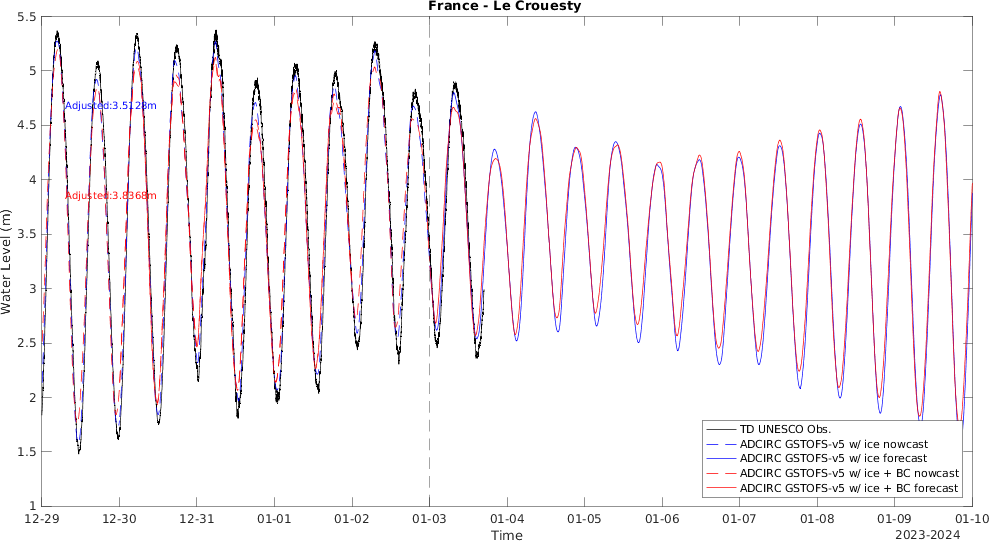 France - Le Crouesty
5.5
5
4.5
4
3.5
3
2.5
2
1.5
1
Water Level (m)
Adjusted:3.5128m
Adjusted:3.8368m
TD UNESCO Obs.
ADCIRC GSTOFS-v5 w/ ice nowcast
ADCIRC GSTOFS-v5 w/ ice forecast
ADCIRC GSTOFS-v5 w/ ice + BC nowcast
ADCIRC GSTOFS-v5 w/ ice + BC forecast
12-29 12-30 12-31 01-01 01-02 01-03 01-04 01-05 01-06 01-07 01-08 01-09 01-10
Time
2023-2024